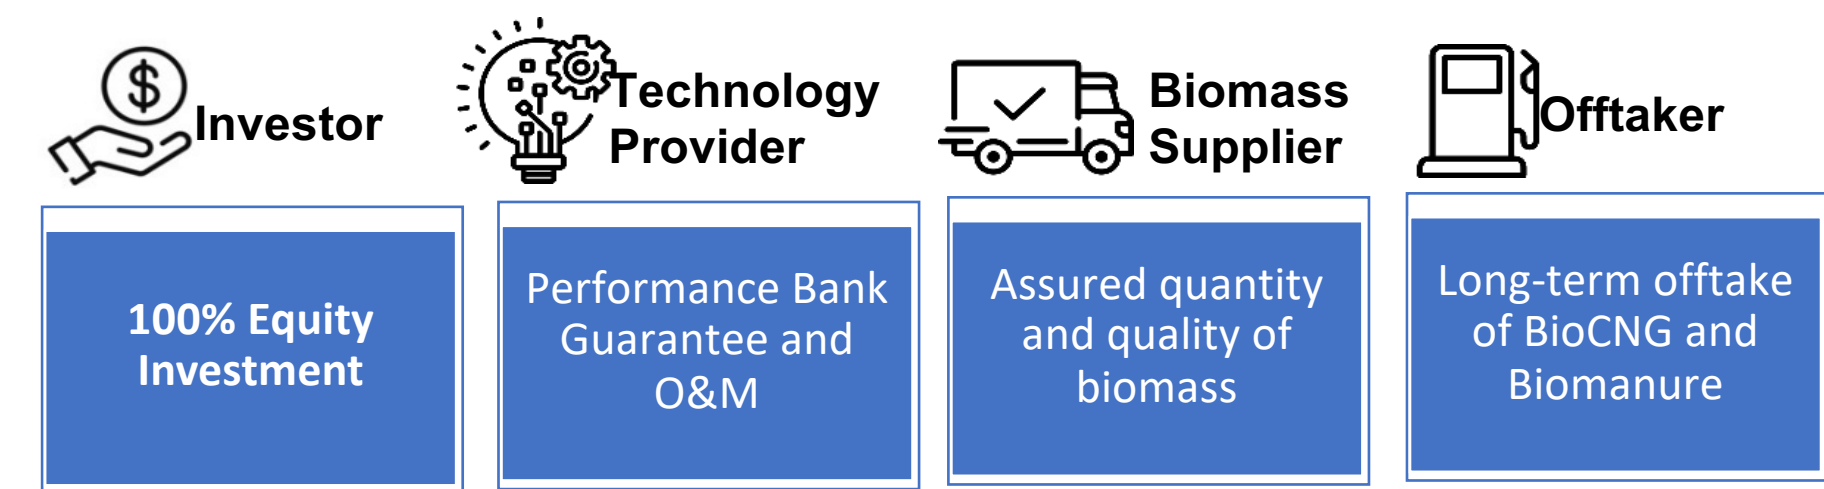 Investor
100% Equity
Investment
Technology
Provider
Performance Bank
Guarantee and
O&M
Biomass
Supplier
Assured quantity
and quality of
biomass
Offtaker
Long-term offtake
of BioCNG and
Biomanure